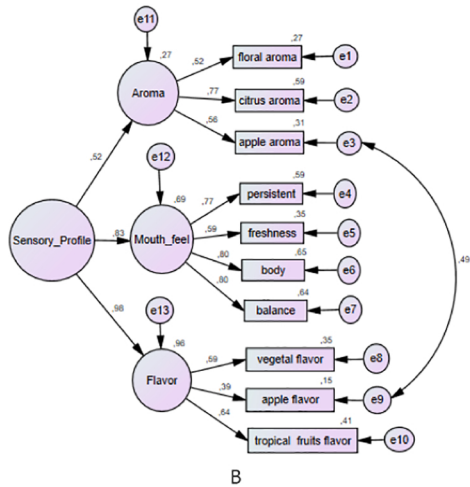 e11
,27
Aroma
,52
floral aroma
,27
e1
,77
citrus aroma
,59
e2
,56
apple aroma
,31
e3
,52
e12
,69
Mouth_feel
,77
persistent
,59
e4
,59
freshness
,35
e5
,80
body
,65
e6
,80
balance
,64
e7
Sensory_Profile
,83
,49
,98
e13
,96
Flavor
,59
vegetal flavor
,35
e8
,39
apple flavor
,15
e9
,64
tropical fruits flavor
,41
e10
B